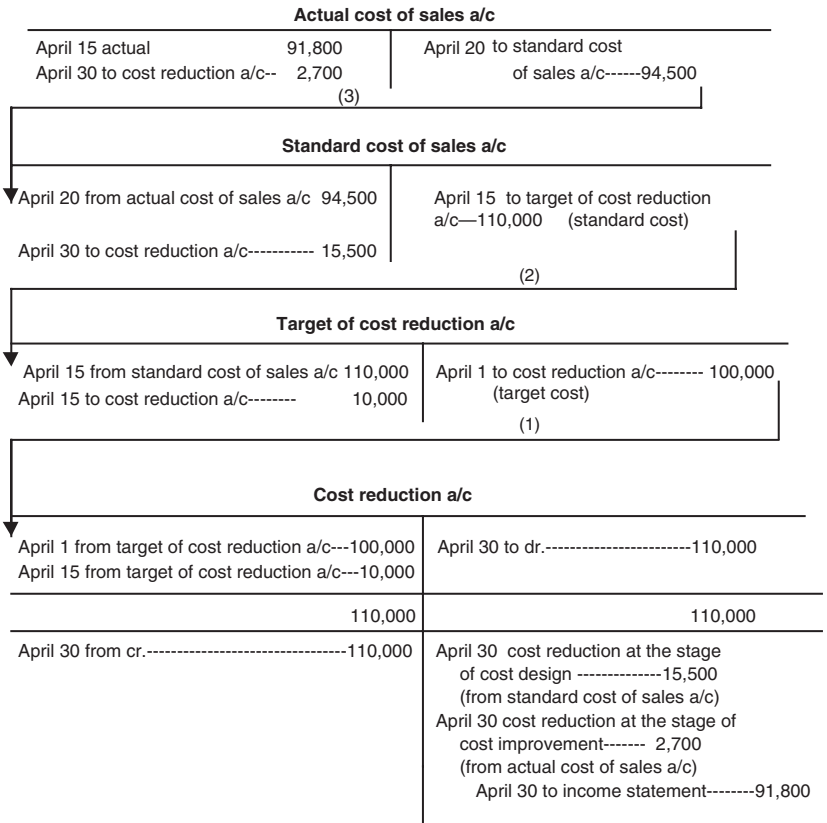 Actual cost of sales a/c
April 15 actual 91,800
April 30 to cost reduction a/c-- 2,700
April 20 to standard cost
of sales a/c------94,500
(3)
Standard cost of sales a/c
April 20 from actual cost of sales a/c 94,500
April 30 to cost reduction a/c----------- 15,500
April 15 to target of cost reduction
a/c—110,000 (standard cost)
(2)
Target of cost reduction a/c
April 15 from standard cost of sales a/c 110,000
April 15 to cost reduction a/c-------- 10,000
April 1 to cost reduction a/c-------- 100,000
(target cost)
(1)
Cost reduction a/c
April 1 from target of cost reduction a/c---100,000
April 15 from target of cost reduction a/c---10,000
April 30 to dr.------------------------110,000
110,000 110,000
April 30 from cr.---------------------------------110,000
April 30 cost reduction at the stage
of cost design --------------15,500
(from standard cost of sales a/c)
April 30 cost reduction at the stage of
cost improvement------- 2,700
(from actual cost of sales a/c)
April 30 to income statement--------91,800